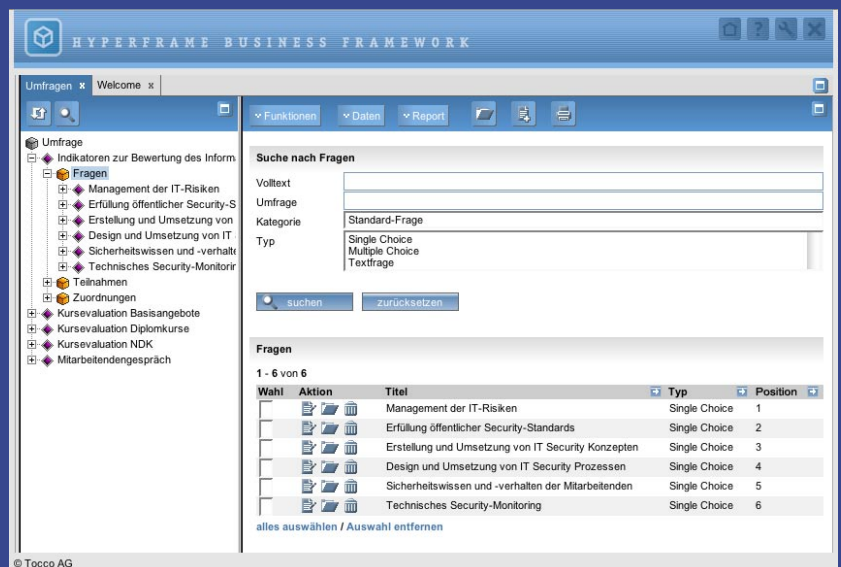 HYPERFRAME BUSINESS FRAMEWORK
Umfragen x Welcome x
Funktionen Daten Report
Umfrage
Indikatoren zur Bewertung des Inform
Fragen
Management der IT-Risiken
Erfüllung öffentlicher Security-S
Erstellung und Umsetzung von
Design und Umsetzung von IT
Sicherheitswissen und -verhalte
Technisches Security-Monitorin
Teilnahmen
Zuordnungen
Kursevaluation Basisangebote
Kursevaluation Diplomkurse
Kursevaluation NDK
Mitarbeitendengespräch
Suche nach Fragen
Volltext
Umfrage
Kategorie Standard-Frage
Typ Single Choice
Multiple Choice
Textfrage
suchen zurücksetzen
Fragen
1 - 6 von 6
Wahl Aktion Titel Typ Position
Management der IT-Risiken Single Choice 1
Erfüllung öffentlicher Security-Standards Single Choice 2
Erstellung und Umsetzung von IT Security Konzepten Single Choice 3
Design und Umsetzung von IT Security Prozessen Single Choice 4
Sicherheitswissen und -verhalten der Mitarbeitenden Single Choice 5
Technisches Security-Monitoring Single Choice 6
alles auswählen / Auswahl entfernen
© Tocco AG